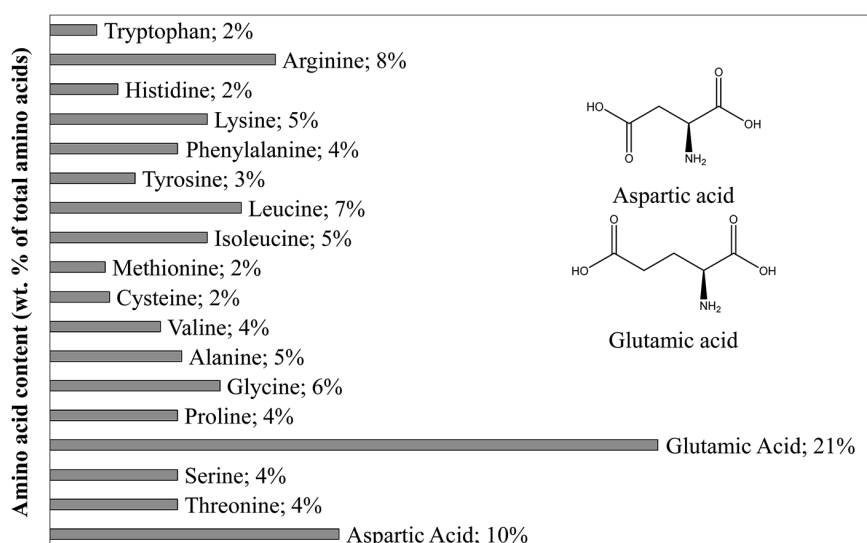 Amino acid content (wt. % of total amino acids)
Tryptophan; 2%
Arginine; 8%
Histidine; 2%
Lysine; 5%
Phenylalanine; 4%
Tyrosine; 3%
Leucine; 7%
Isoleucine; 5%
Methionine; 2%
Cysteine; 2%
Valine; 4%
Alanine; 5%
Glycine; 6%
Proline; 4%
Glutamic Acid; 21%
Serine; 4%
Threonine; 4%
Aspartic Acid; 10%
O
HO
OH
O
NH2
Aspartic acid
O
O
HO
OH
NH2
Glutamic acid